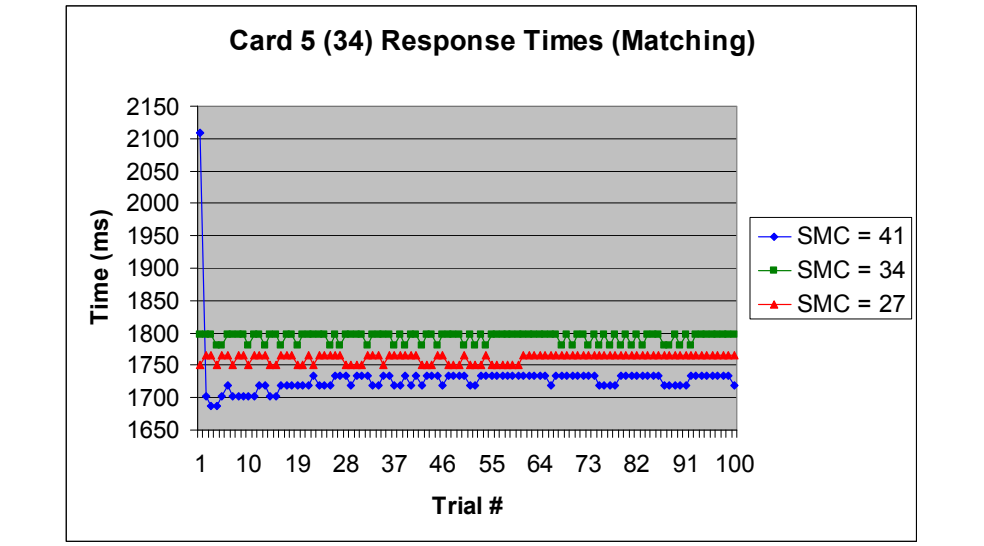 Card 5 (34) Response Times (Matching)
2150
2100
2050
2000
1950
1900
1850
1800
1750
1700
1650
Time (ms)
1 10 19 28 37 46 55 64 73 82 91 100
Trial #
SMC = 41
SMC = 34
SMC = 27